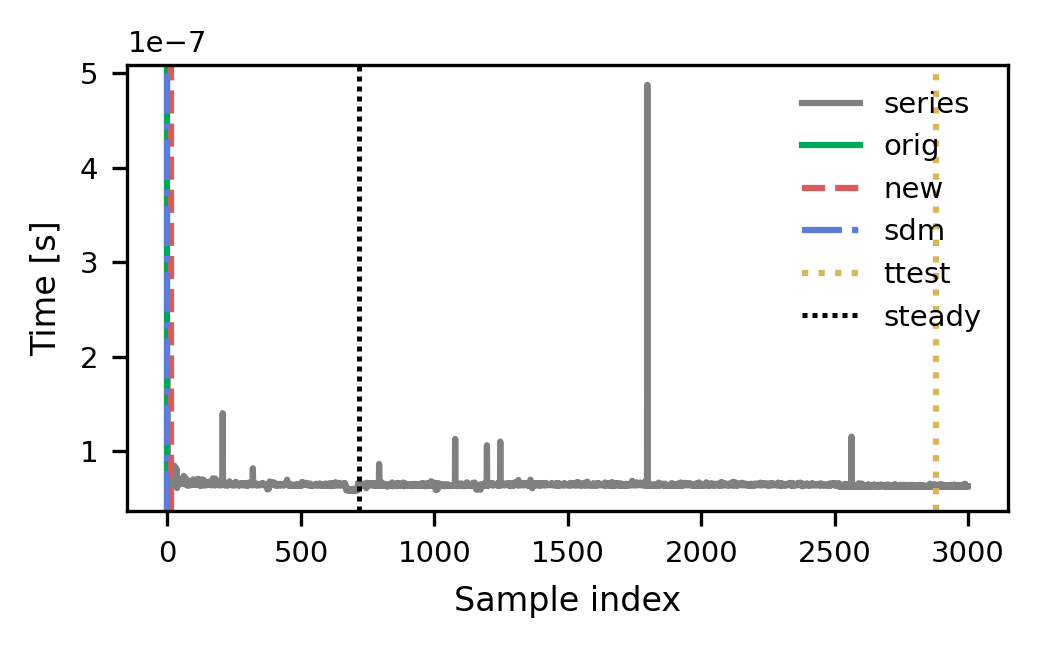 1e−7
5
4
3
2
1
Time [s]
series
orig
new
sdm
ttest
steady
0 500 1000 1500 2000 2500 3000
Sample index